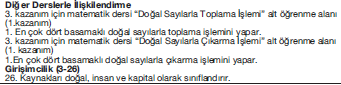 Diğer Derslerle İlişkilendirme
3. kazanım için matematik dersi "Doğal Sayılarla Toplama İşlemi" alt öğrenme alanı
(1.kazanım)
1. En çok dört basamaklı doğal sayılarla toplama işlemini yapar.
3. kazanım için matematik dersi "Doğal Sayılarla Çıkarma İşlemi" alt öğrenme alanı
(1. kazanım)
1.En çok dört basamaklı doğal sayılarla çıkarma işlemini yapar.
Girişimcilik (3-26)
26. Kaynakları doğal, insan ve kapital olarak sınıflandırır.